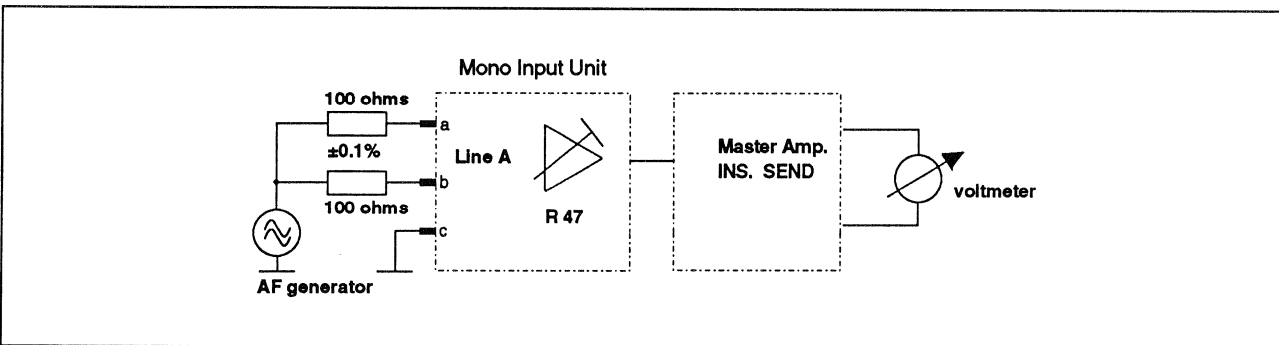 Mono Input Unit
100 ohms
±0.1%
100 ohms
a
b
c
Line A
R 47
Master Amp.
INS. SEND
voltmeter
AF generator